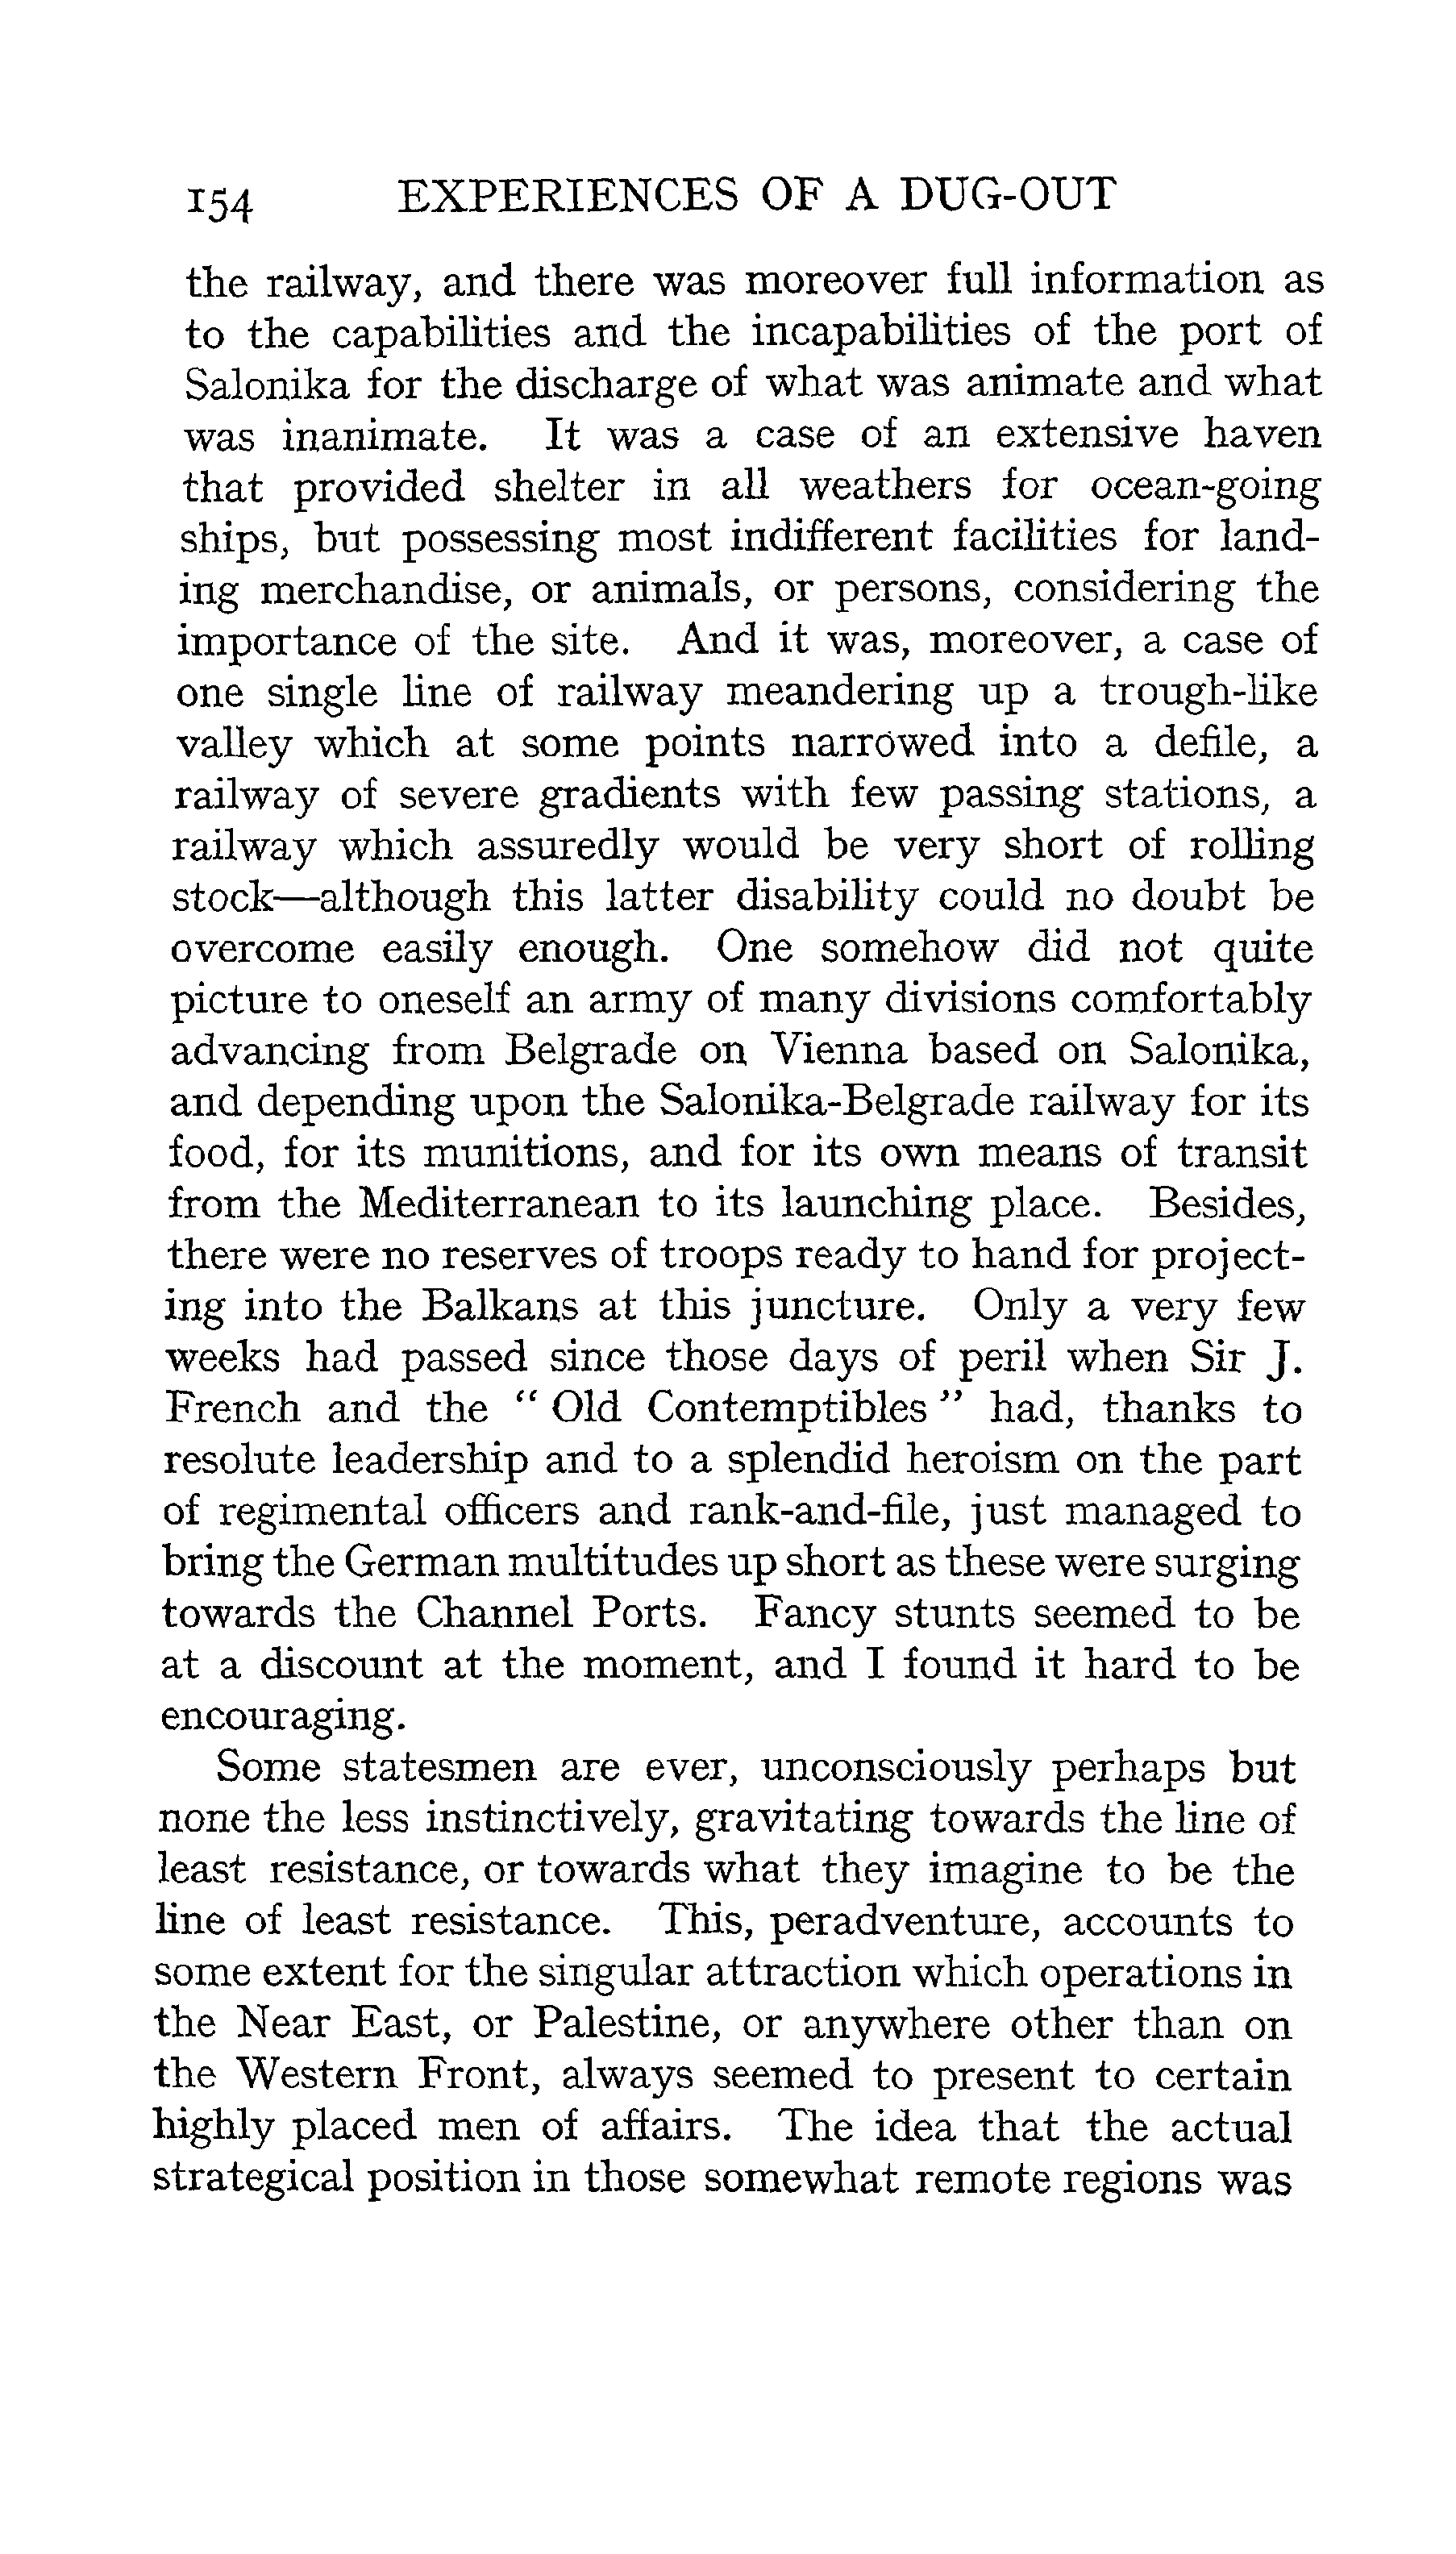 154 EXPERIENCES OF A DUG-OUT
the railway, and there was moreover full information as
to the capabilities and the incapabilities of the port of
Salonika for the discharge of what was animate and what
was inanimate. It was a case of an extensive haven
that provided shelter in all weathers for ocean-going
ships, but possessing most indifferent facilities for land-
ing merchandise, or animals, or persons, considering the
importance of the site. And it was, moreover, a case of
one single line of railway meandering up a trough-like
valley which at some points narrowed into a defile, a
railway of severe gradients with few passing stations, a
railway which assuredly would be very short of rolling
stock—although this latter disability could no doubt be
overcome easily enough. One somehow did not quite
picture to oneself an army of many divisions comfortably
advancing from Belgrade on Vienna based on Salonika,
and depending upon the Salonika-Belgrade railway for its
food, for its munitions, and for its own means of transit
from the Mediterranean to its launching place. Besides,
there were no reserves of troops ready to hand for project-
ing into the Balkans at this juncture. Only a very few
weeks had passed since those days of peril when Sir J.
French and the " Old Contemptibles " had, thanks to
resolute leadership and to a splendid heroism on the part
of regimental officers and rank-and-file, just managed to
bring the German multitudes up short as these were surging
towards the Channel Ports. Fancy stunts seemed to be
at a discount at the moment, and I found it hard to be
encouraging.
Some statesmen are ever, unconsciously perhaps but
none the less instinctively, gravitating towards the line of
least resistance, or towards what they imagine to be the
line of least resistance. This, peradventure, accounts to
some extent for the singular attraction which operations in
the Near East, or Palestine, or anywhere other than on
the Western Front, always seemed to present to certain
highly placed men of affairs. The idea that the actual
strategical position in those somewhat remote regions was